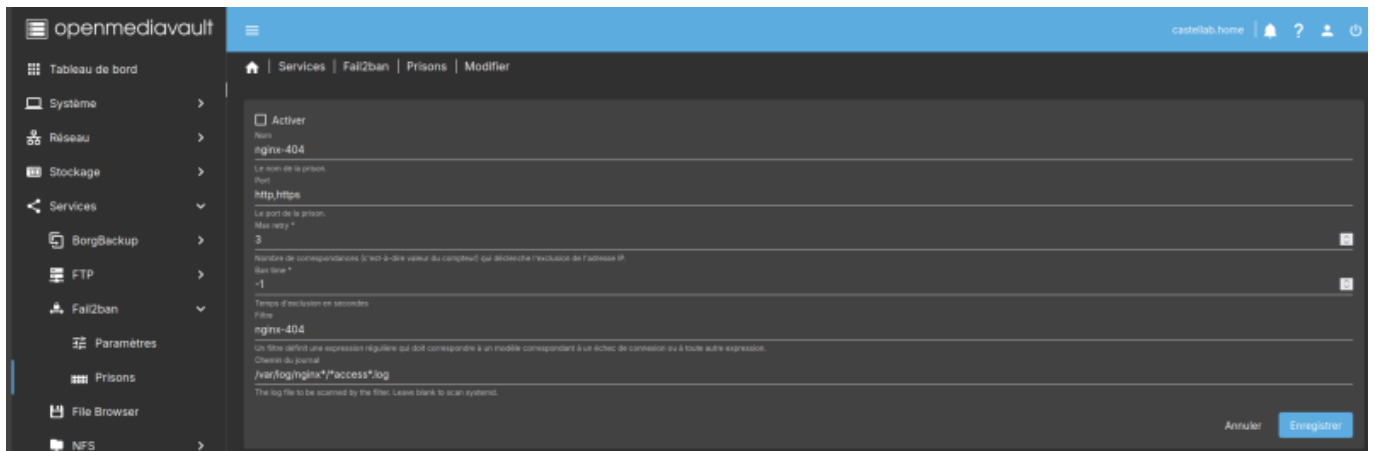 openmediavault
castellab.home
Tableau de bord
Services | Fail2ban | Prisons | Modifier
Système
Réseau
Stockage
Services
BorgBackup
FTP
Fail2ban
Paramètres
Prisons
File Browser
NFS
Activer
Nom
nginx-404
Le nom de la prison.
Port
http,https
Le port de la prison.
Max retry *
3
Nombre de correspondances (c'est-à-dire valeur du compteur) qui déclenche l'exclusion de l'adresse IP.
Ban time *
-1
Temps d'exclusion en secondes
Filtre
nginx-404
Un filtre définit une expression régulière qui doit correspondre à un modèle correspondant à un échec de connexion ou à toute autre expression.
Chemin du journal
/var/log/nginx*/*access*.log
The log file to be scanned by the filter. Leave blank to scan systemd.
Annuler
Enregistrer